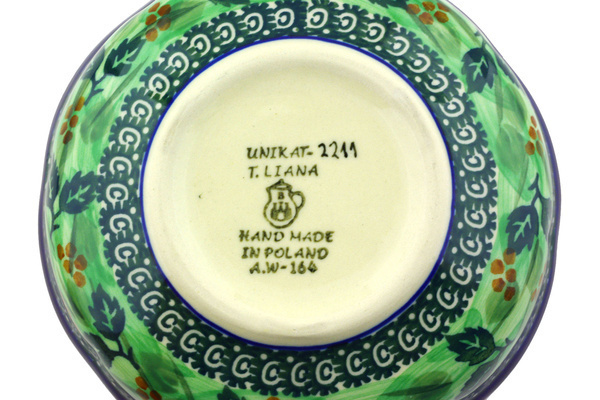 UNIKAT-2211
T. LIANA
B
HAND MADE
IN POLAND
A.W-164